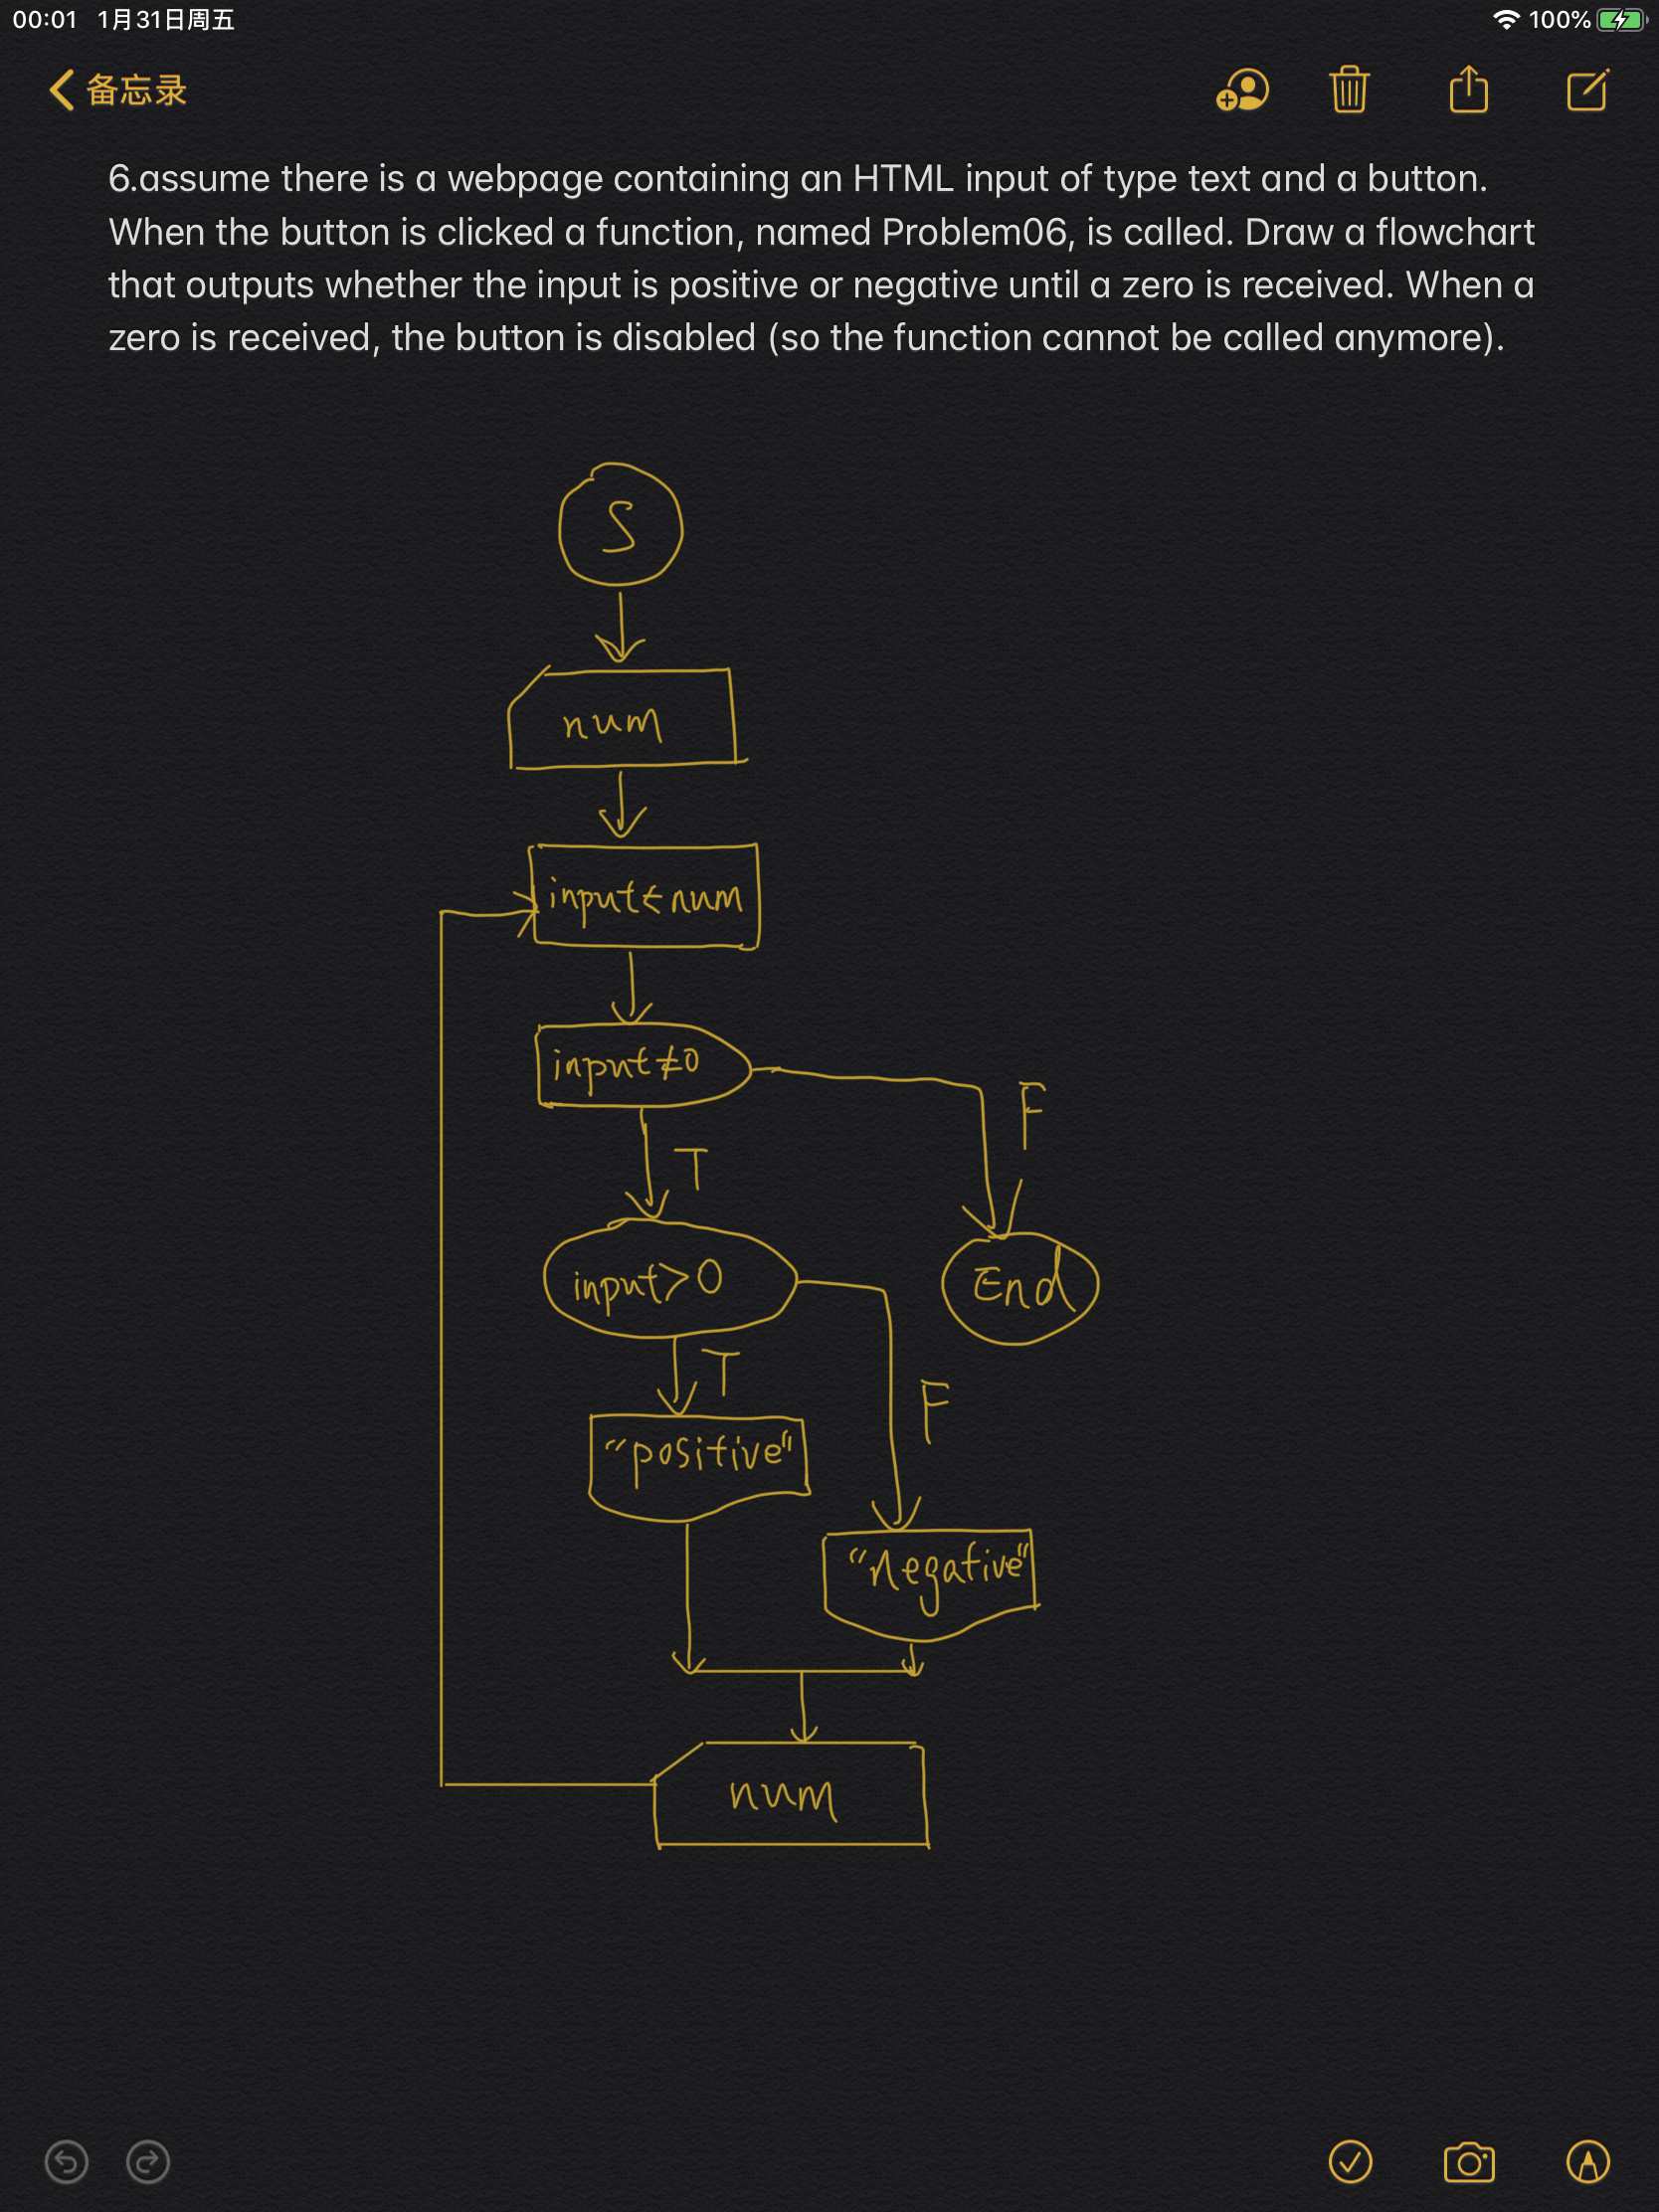 00:01 1月31日周五 100%
备忘录
6.assume there is a webpage containing an HTML input of type text and a button.
When the button is clicked a function, named Problem06, is called. Draw a flowchart
that outputs whether the input is positive or negative until a zero is received. When a
zero is received, the button is disabled (so the function cannot be called anymore).
S
num
input←num
input≠0
F
T
input>0
End
T
F
"positive"
"Negative"
num